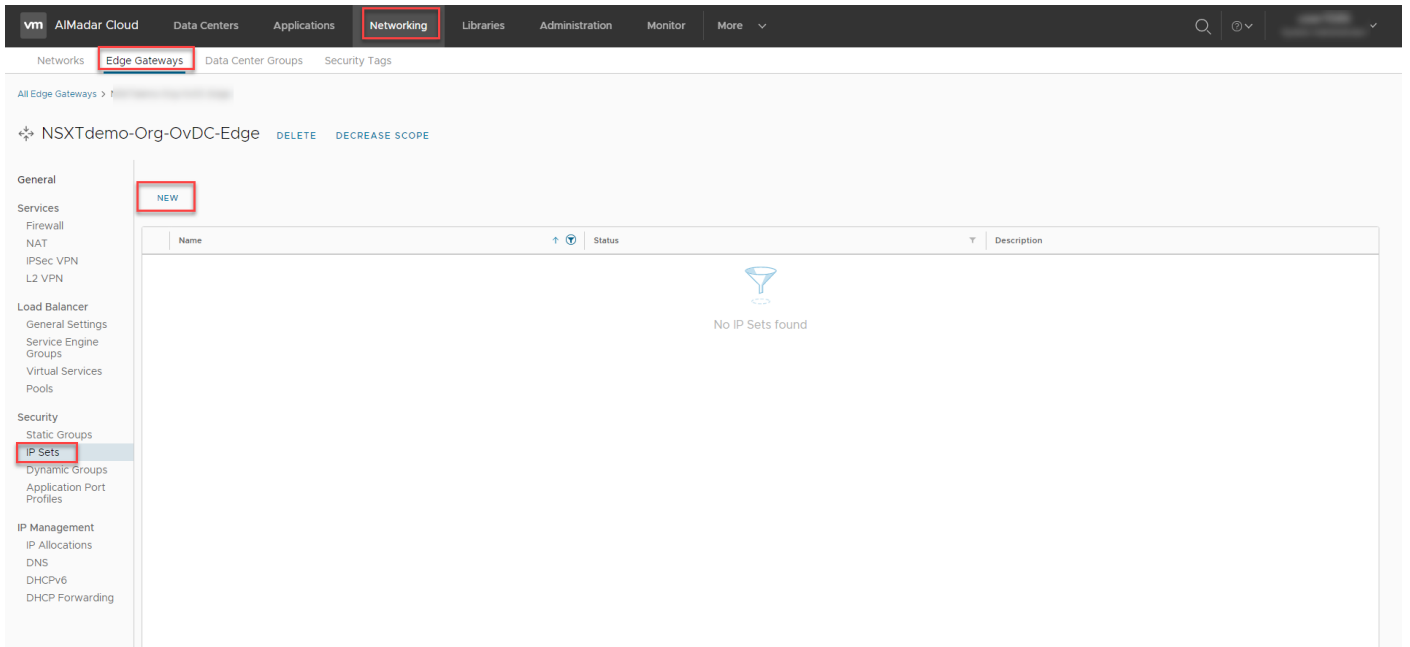 vm AlMadar Cloud Data Centers Applications Networking Libraries Administration Monitor More
Networks Edge Gateways Data Center Groups Security Tags
All Edge Gateways >
NSXTdemo-Org-OvDC-Edge DELETE DECREASE SCOPE
General
NEW
Services
Firewall
NAT
IPSec VPN
L2 VPN
Name Status Description
No IP Sets found
Load Balancer
General Settings
Service Engine
Groups
Virtual Services
Pools
Security
Static Groups
IP Sets
Dynamic Groups
Application Port
Profiles
IP Management
IP Allocations
DNS
DHCPv6
DHCP Forwarding